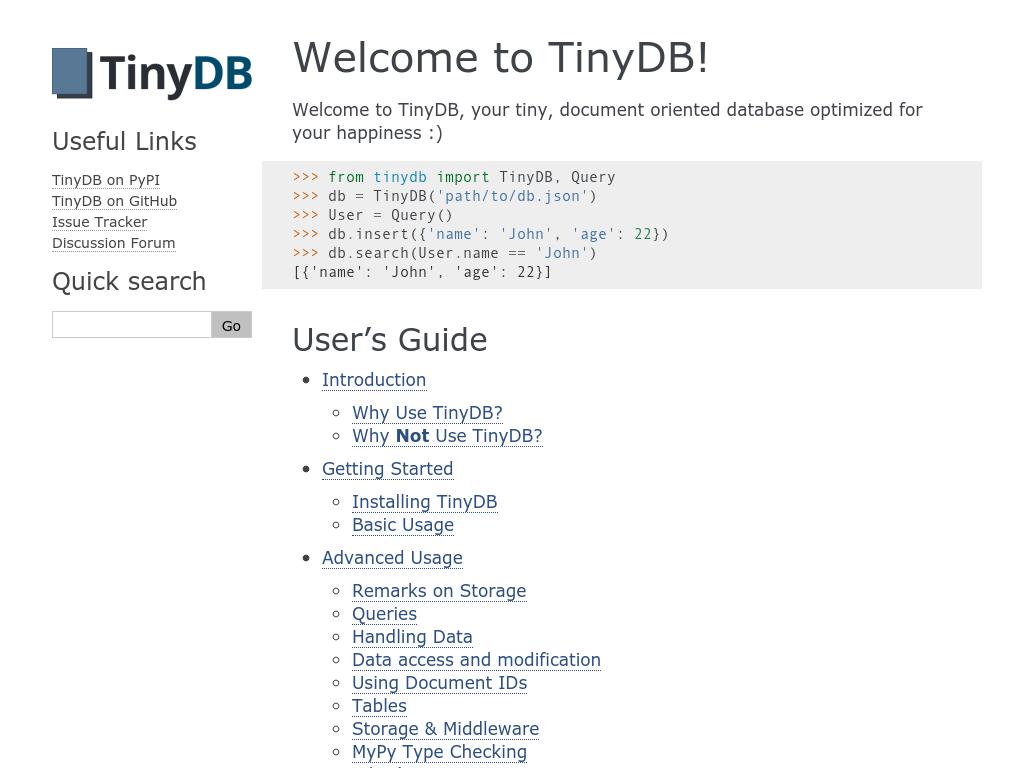 TinyDB
Useful Links
TinyDB on PyPI
TinyDB on GitHub
Issue Tracker
Discussion Forum
Quick search
Go
Welcome to TinyDB!
Welcome to TinyDB, your tiny, document oriented database optimized for
your happiness :)
>>> from tinydb import TinyDB, Query
>>> db = TinyDB('path/to/db.json')
>>> User = Query()
>>> db.insert({'name': 'John', 'age': 22})
>>> db.search(User.name == 'John')
[{'name': 'John', 'age': 22}]
User’s Guide
Introduction
Why Use TinyDB?
Why Not Use TinyDB?
Getting Started
Installing TinyDB
Basic Usage
Advanced Usage
Remarks on Storage
Queries
Handling Data
Data access and modification
Using Document IDs
Tables
Storage & Middleware
MyPy Type Checking